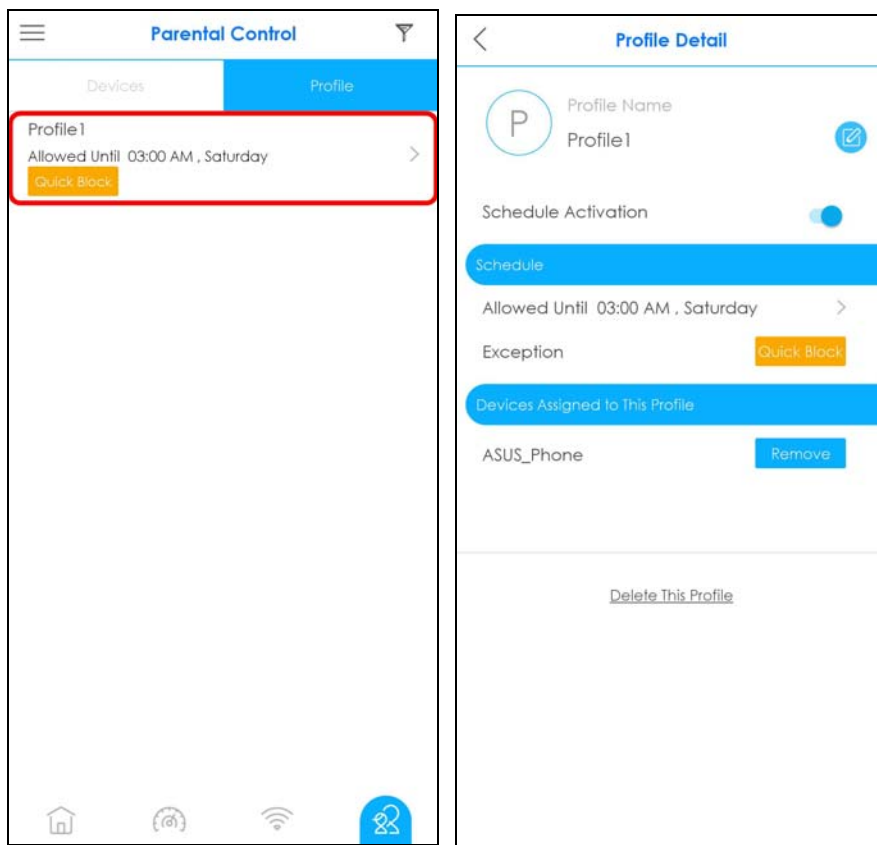 Parental Control
Devices
Profile
Profile1
Allowed Until 03:00 AM , Saturday
Quick Block
Profile Detail
P
Profile Name
Profile1
Schedule Activation
Schedule
Allowed Until 03:00 AM , Saturday
Exception
Quick Block
Devices Assigned to This Profile
ASUS_Phone
Remove
Delete This Profile